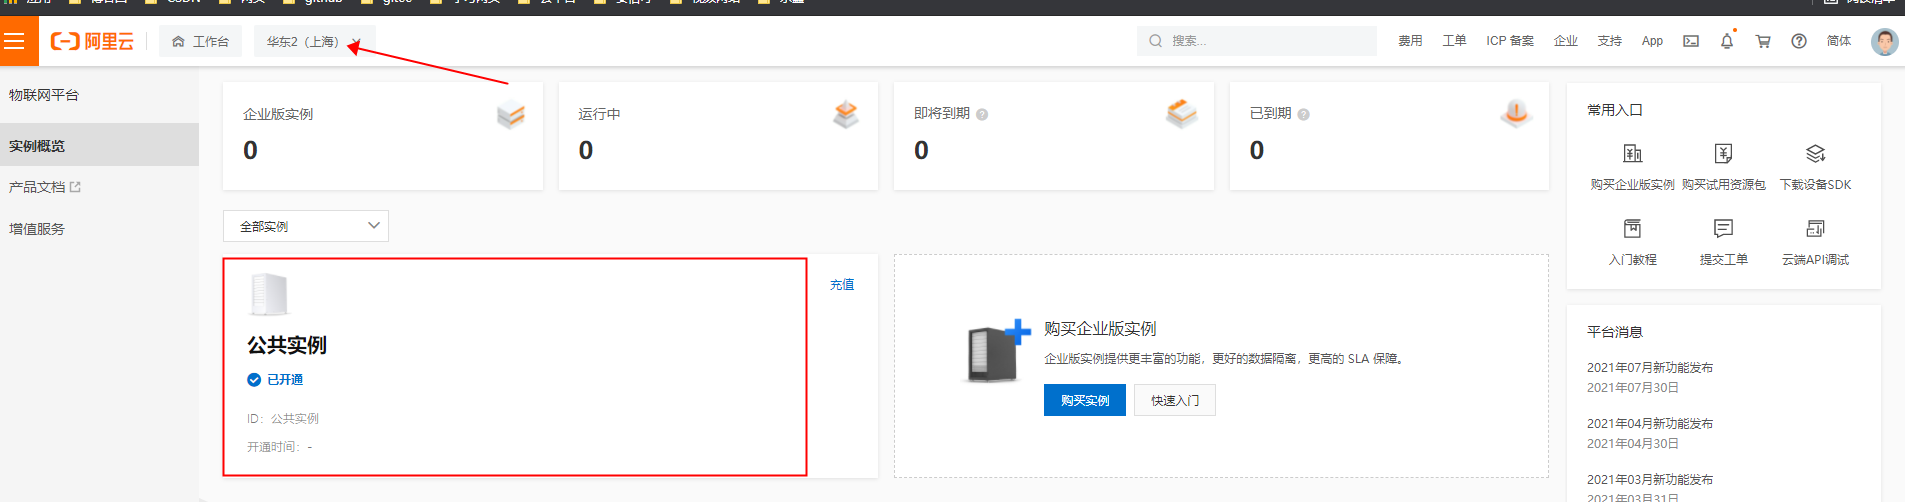 CSDN
github
gitee
阿里云
工作台
华东2（上海）
搜索...
费用
工单
ICP 备案
企业
支持
App
简体
物联网平台
实例概览
产品文档
增值服务
企业版实例
0
运行中
0
即将到期
0
已到期
0
全部实例
公共实例
已开通
ID：公共实例
开通时间：-
充值
购买企业版实例
企业版实例提供更丰富的功能，更好的数据隔离，更高的 SLA 保障。
购买实例
快速入门
常用入口
购买企业版实例
购买试用资源包
下载设备SDK
入门教程
提交工单
云端API调试
平台消息
2021年07月新功能发布
2021年07月30日
2021年04月新功能发布
2021年04月30日
2021年03月新功能发布
2021年03月31日